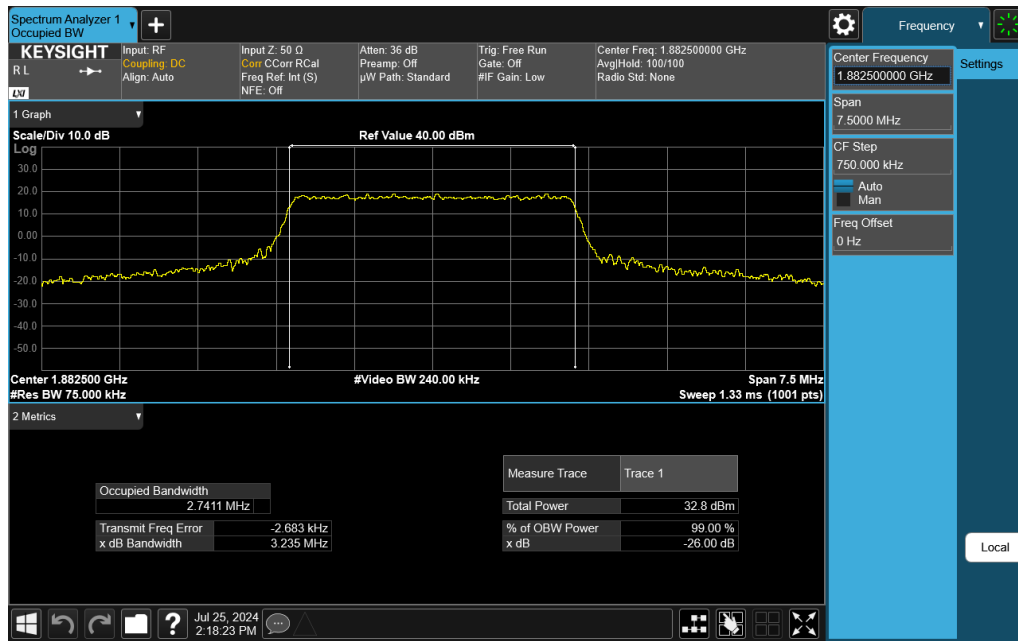 Spectrum Analyzer 1
Occupied BW
Frequency
KEYSIGHT
R L
LXI
Input: RF
Coupling: DC
Align: Auto
Input Z: 50 Ω
Corr CCorr RCal
Freq Ref: Int (S)
NFE: Off
Atten: 36 dB
Preamp: Off
µW Path: Standard
Trig: Free Run
Gate: Off
#IF Gain: Low
Center Freq: 1.882500000 GHz
Avg|Hold: 100/100
Radio Std: None
Center Frequency
1.882500000 GHz
Settings
Span
7.5000 MHz
CF Step
750.000 kHz
Auto
Man
Freq Offset
0 Hz
Local
1 Graph
Scale/Div 10.0 dB
Ref Value 40.00 dBm
Log
30.0
20.0
10.0
0.00
-10.0
-20.0
-30.0
-40.0
-50.0
Center 1.882500 GHz
#Video BW 240.00 kHz
Span 7.5 MHz
#Res BW 75.000 kHz
Sweep 1.33 ms (1001 pts)
2 Metrics
Measure Trace Trace 1
Occupied Bandwidth
2.7411 MHz
Total Power 32.8 dBm
Transmit Freq Error -2.683 kHz
% of OBW Power 99.00 %
x dB Bandwidth 3.235 MHz
x dB -26.00 dB
?
Jul 25, 2024
2:18:23 PM